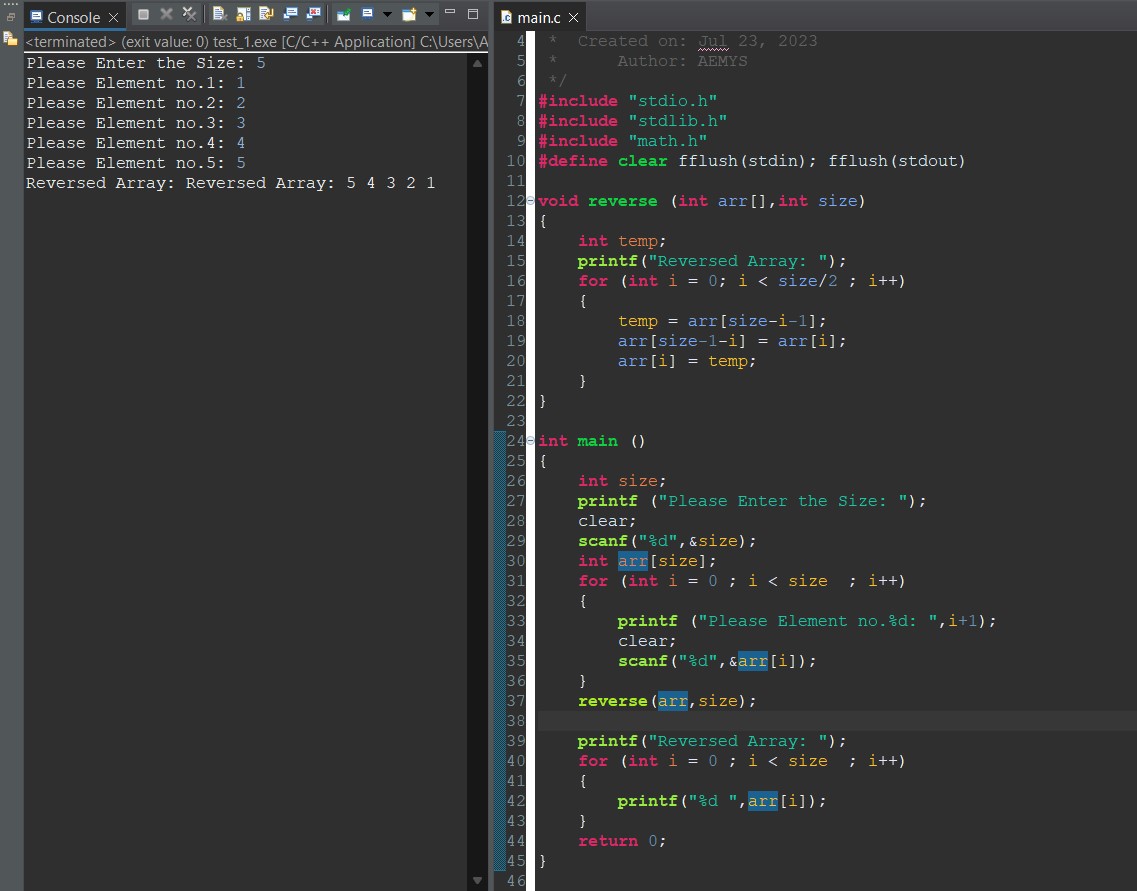 Console
<terminated> (exit value: 0) test_1.exe [C/C++ Application] C:\Users\A
Please Enter the Size: 5
Please Element no.1: 1
Please Element no.2: 2
Please Element no.3: 3
Please Element no.4: 4
Please Element no.5: 5
Reversed Array: Reversed Array: 5 4 3 2 1
main.c
4  *  Created on: Jul 23, 2023
5  *      Author: AEMYS
6  */
7 #include "stdio.h"
8 #include "stdlib.h"
9 #include "math.h"
10 #define clear fflush(stdin); fflush(stdout)
11
12 void reverse (int arr[],int size)
13 {
14     int temp;
15     printf("Reversed Array: ");
16     for (int i = 0; i < size/2 ; i++)
17     {
18         temp = arr[size-i-1];
19         arr[size-1-i] = arr[i];
20         arr[i] = temp;
21     }
22 }
23
24 int main ()
25 {
26     int size;
27     printf ("Please Enter the Size: ");
28     clear;
29     scanf("%d",&size);
30     int arr[size];
31     for (int i = 0 ; i < size  ; i++)
32     {
33         printf ("Please Element no.%d: ",i+1);
34         clear;
35         scanf("%d",&arr[i]);
36     }
37     reverse(arr,size);
38
39     printf("Reversed Array: ");
40     for (int i = 0 ; i < size  ; i++)
41     {
42         printf("%d ",arr[i]);
43     }
44     return 0;
45 }
46